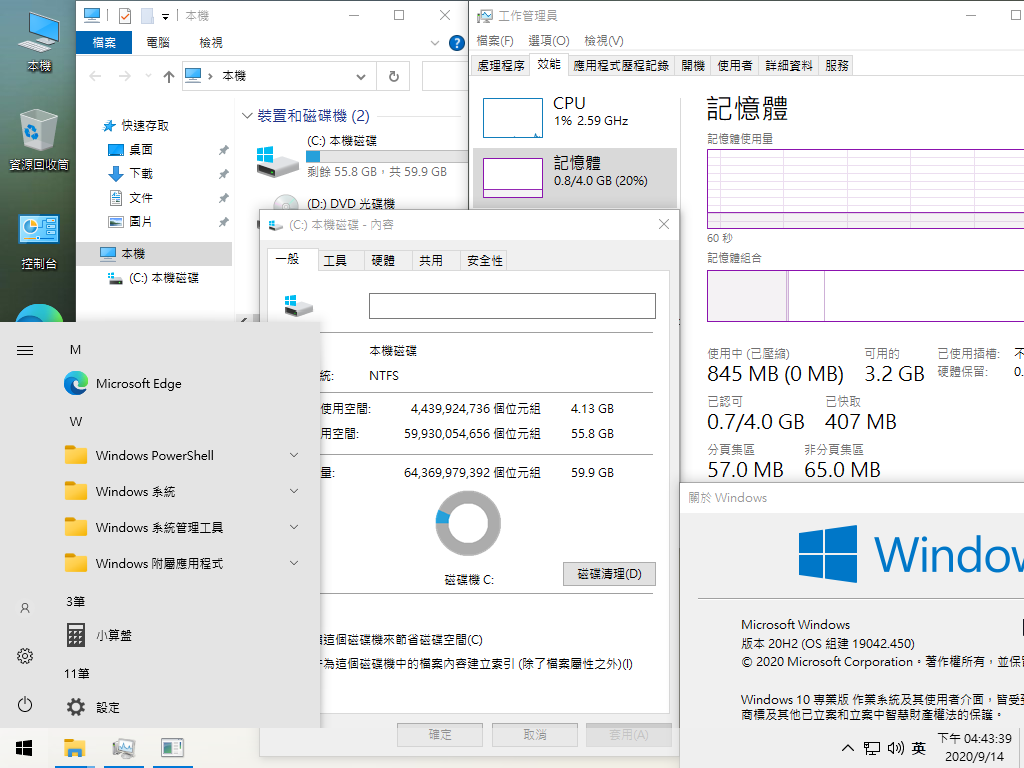 本機
資源回收筒
控制台
本機
檔案
電腦
檢視
本機
快速存取
桌面
下載
文件
圖片
本機
(C:) 本機磁碟
裝置和磁碟機 (2)
(C:) 本機磁碟
剩餘 55.8 GB，共 59.9 GB
(D:) DVD 光碟機
工作管理員
檔案(F) 選項(O) 檢視(V)
處理程序 效能 應用程式歷程記錄 開機 使用者 詳細資料 服務
CPU
1% 2.59 GHz
記憶體
0.8/4.0 GB (20%)
記憶體
記憶體使用量
60 秒
記憶體組合
使用中 (已壓縮)
845 MB (0 MB)
可用的
3.2 GB
已使用插槽: 不
硬體保留: 0.
已認可
0.7/4.0 GB
已快取
407 MB
分頁集區
57.0 MB
非分頁集區
65.0 MB
(C:) 本機磁碟 - 內容
一般 工具 硬體 共用 安全性
本機磁碟
統: NTFS
使用空間: 4,439,924,736 個位元組 4.13 GB
用空間: 59,930,054,656 個位元組 55.8 GB
量: 64,369,979,392 個位元組 59.9 GB
磁碟機 C:
磁碟清理(D)
這個磁碟機來節省磁碟空間(C)
為這個磁碟機中的檔案內容建立索引 (除了檔案屬性之外)(I)
確定 取消 套用(A)
M
Microsoft Edge
W
Windows PowerShell
Windows 系統
Windows 系統管理工具
Windows 附屬應用程式
3筆
小算盤
11筆
設定
關於 Windows
Window
Microsoft Windows
版本 20H2 (OS 組建 19042.450)
© 2020 Microsoft Corporation。著作權所有，並保留
Windows 10 專業版 作業系統及其使用者介面，皆受
商標及其他已立案和立案中智慧財產權法的保護。
英
下午 04:43:39
2020/9/14